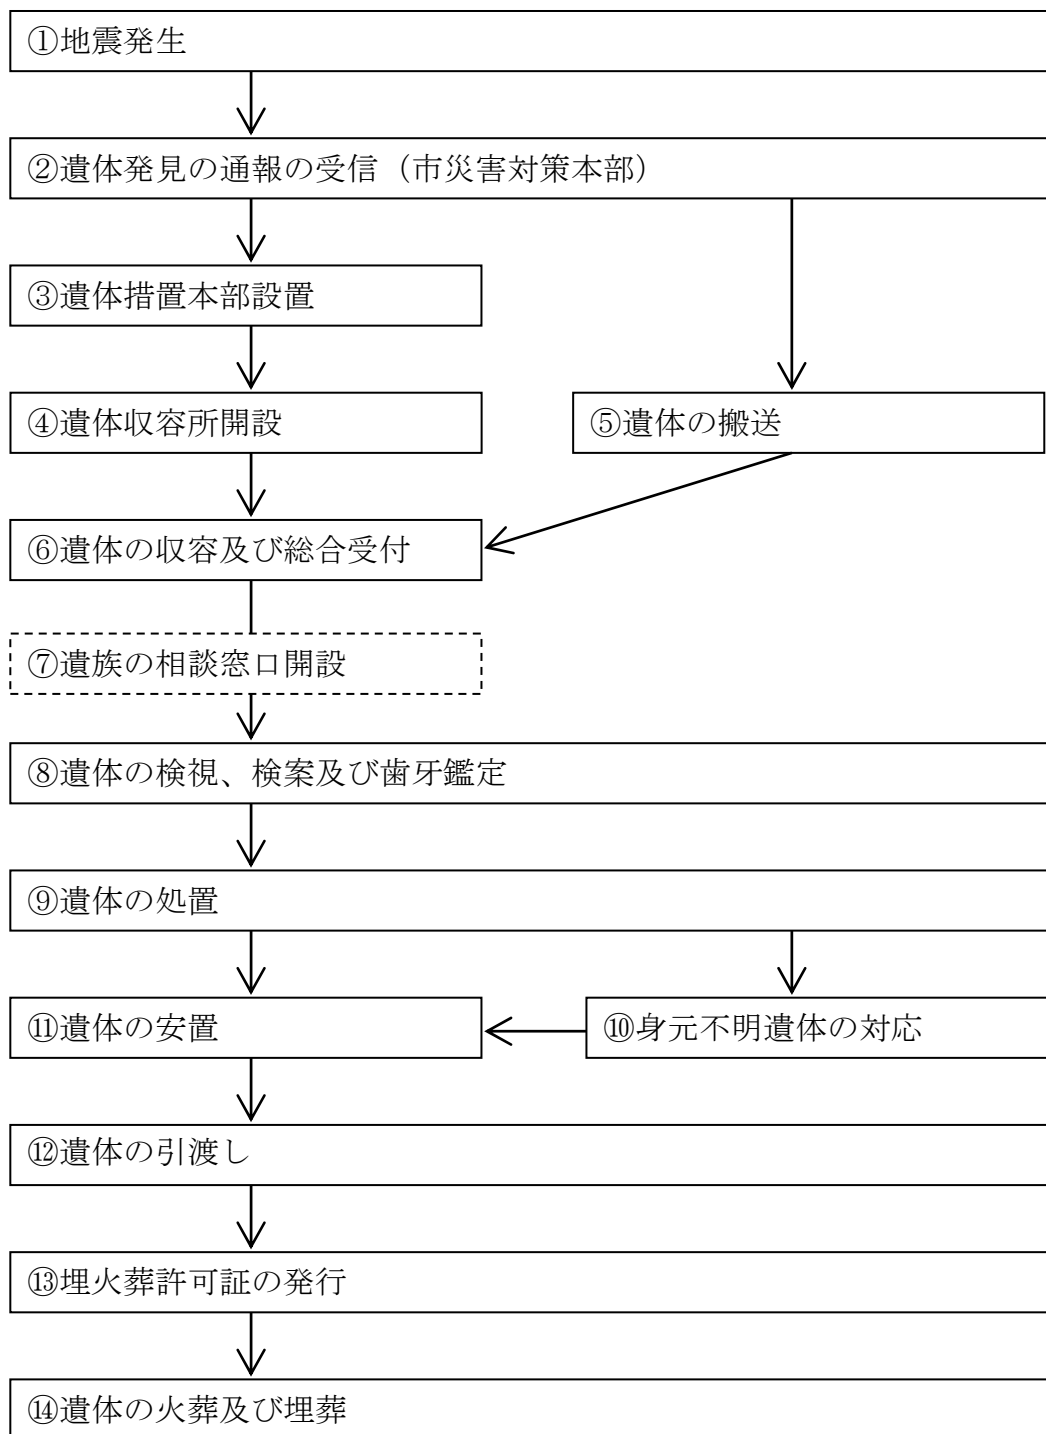 ①地震発生
②遺体発見の通報の受信（市災害対策本部）
③遺体措置本部設置
④遺体収容所開設
⑤遺体の搬送
⑥遺体の収容及び総合受付
⑦遺族の相談窓口開設
⑧遺体の検視、検案及び歯牙鑑定
⑨遺体の処置
⑪遺体の安置
⑩身元不明遺体の対応
⑫遺体の引渡し
⑬埋火葬許可証の発行
⑭遺体の火葬及び埋葬